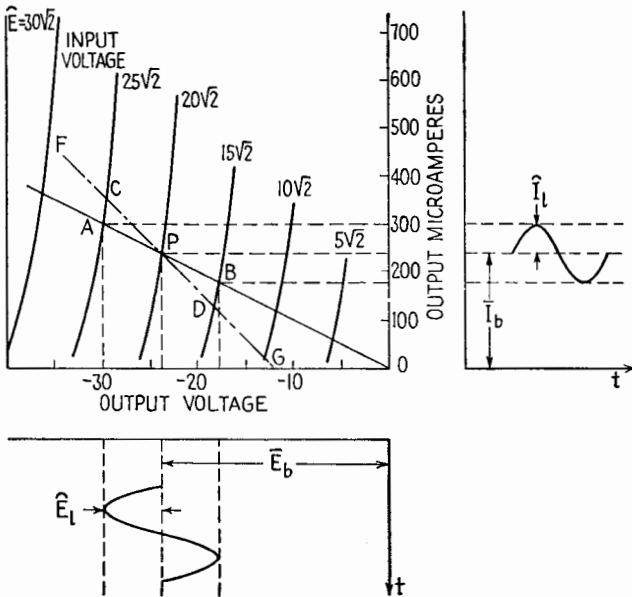 Ê=30√2
INPUT
VOLTAGE
25√2
20√2
15√2
10√2
5√2
F
C
A
P
B
D
G
700
600
500
400
300
200
100
0
OUTPUT MICROAMPERES
-30
-20
-10
OUTPUT VOLTAGE
Î_l
Ī_b
t
Ē_b
Ê_l
t